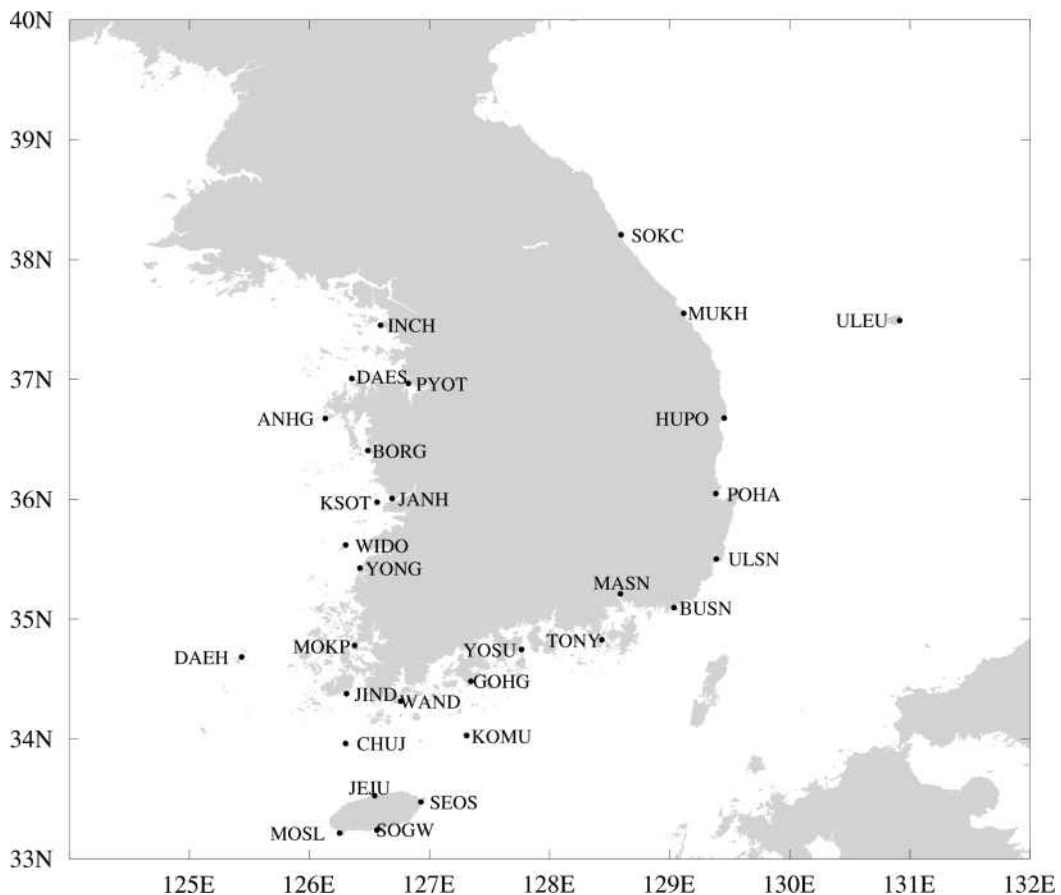 40N
39N
SOKC
38N
MUKH
ULEU
INCH
DAES
PYOT
37N
ANHG
HUPO
BORG
KSOT
JANH
POHA
36N
WIDO
YONG
ULSN
MASN
BUSN
35N
MOKP
YOSU
TONY
DAEH
GOHG
JIND
WAND
CHUJ
KOMU
34N
JEJU
SEOS
MOSL
SOGW
33N
125E 126E 127E 128E 129E 130E 131E 132E